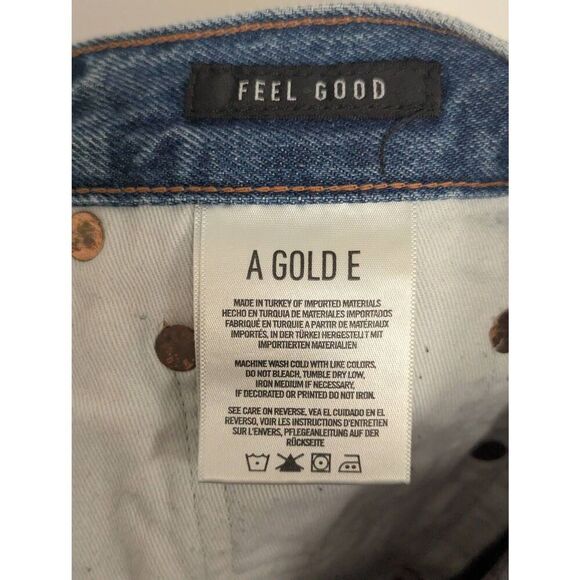 FEEL GOOD
A GOLD E
MADE IN TURKEY OF IMPORTED MATERIALS
HECHO EN TURQUIA DE MATERIALES IMPORTADOS
FABRIQUÉ EN TURQUIE A PARTIR DE MATÉRIAUX
IMPORTÉS, IN DER TÜRKEI HERGESTELLT MIT
IMPORTIERTEN MATERIALIEN
MACHINE WASH COLD WITH LIKE COLORS,
DO NOT BLEACH, TUMBLE DRY LOW,
IRON MEDIUM IF NECESSARY,
IF DECORATED OR PRINTED DO NOT IRON.
SEE CARE ON REVERSE, VEA EL CUIDADO EN EL
REVERSO, VOIR LES INSTRUCTIONS D'ENTRETIEN
SUR L'ENVERS, PFLEGEANLEITUNG AUF DER
RÜCKSEITE